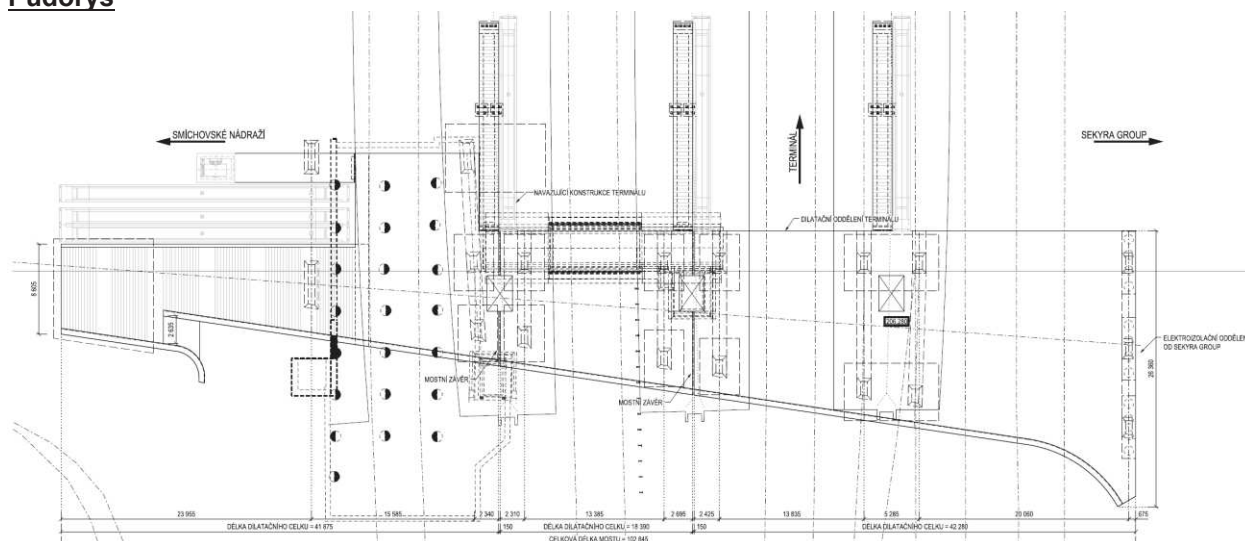 Půdorys
SMÍCHOVSKÉ NÁDRAŽÍ
TERMINÁL
SEKYRA GROUP
NAVAZUJÍCÍ KONSTRUKCE TERMINÁLU
DILATAČNÍ ODDĚLENÍ TERMINÁLU
8 605
2 635
ELEKTROIZOLAČNÍ ODDĚLEN
OD SEKYRA GROUP
26 360
MOSTNÍ ZÁVĚR
MOSTNÍ ZÁVĚR
23 955
15 585
2 340
2 310
13 385
2 695
2 425
13 835
5 285
20 060
675
DÉLKA DILATAČNÍHO CELKU = 41 875
150
DÉLKA DILATAČNÍHO CELKU = 18 390
150
DÉLKA DILATAČNÍHO CELKU = 42 280
CELKOVÁ DÉLKA MOSTU = 102 845